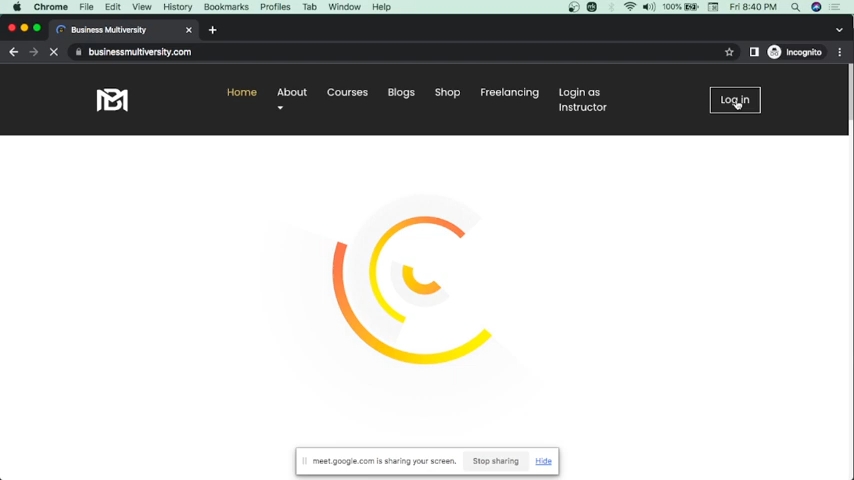 Chrome File Edit View History Bookmarks Profiles Tab Window Help 100% Fri 8:40 PM
Business Multiversity
businessmultiversity.com Incognito
Home About Courses Blogs Shop Freelancing Login as
Instructor
Log in
meet.google.com is sharing your screen. Stop sharing Hide